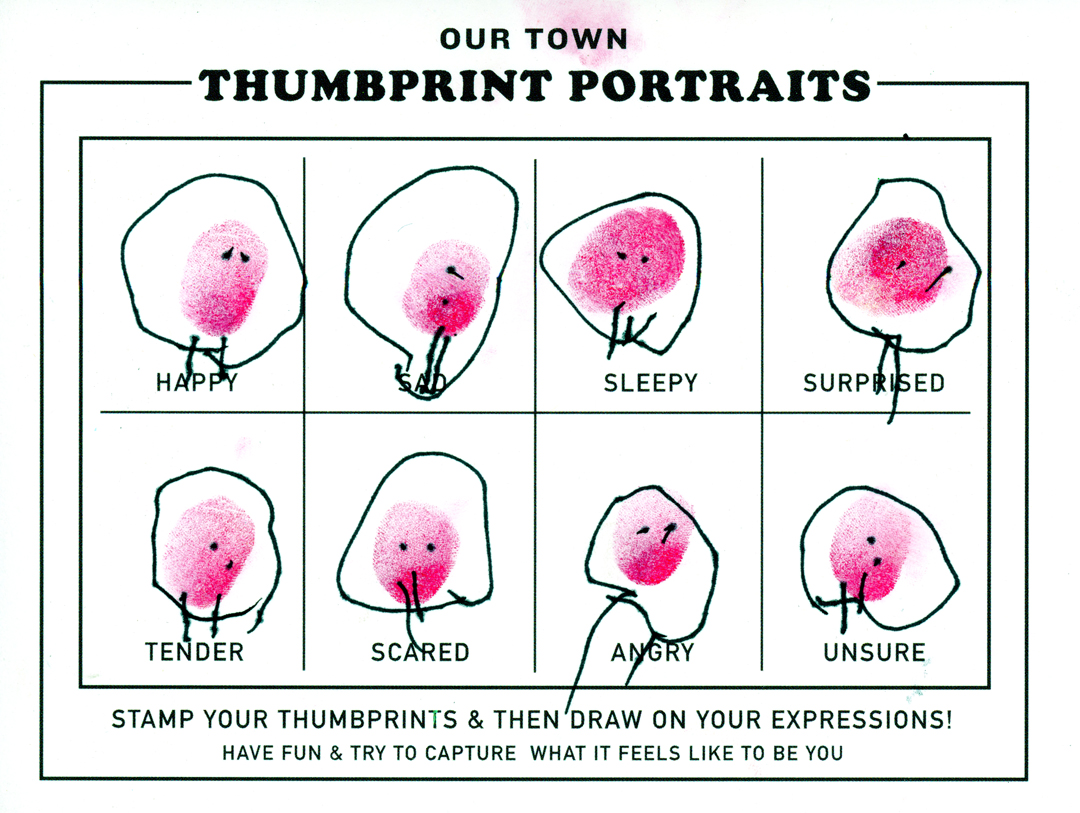 OUR TOWN
THUMBPRINT PORTRAITS
HAPPY
SAD
SLEEPY
SURPRISED
TENDER
SCARED
ANGRY
UNSURE
STAMP YOUR THUMBPRINTS & THEN DRAW ON YOUR EXPRESSIONS!
HAVE FUN & TRY TO CAPTURE WHAT IT FEELS LIKE TO BE YOU